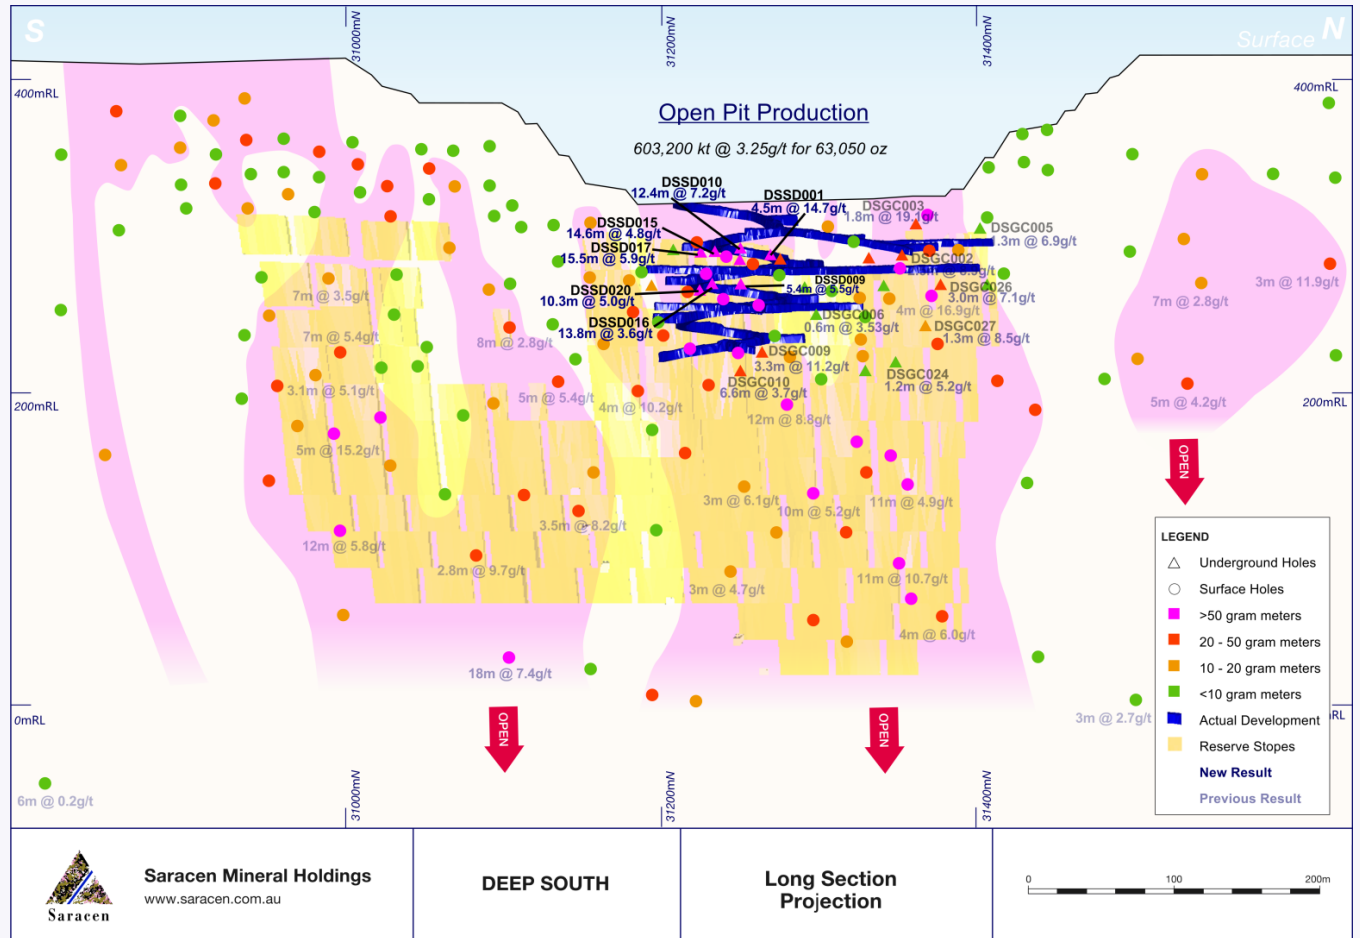 S
31000mN
31200mN
31400mN
Surface N
400mRL
400mRL
Open Pit Production
603,200 kt @ 3.25g/t for 63,050 oz
DSSD010
12.4m @ 7.2g/t
DSSD001
4.5m @ 14.7g/t
DSGC003
1.8m @ 19.1g/t
DSSD015
14.6m @ 4.8g/t
DSGC005
1.3m @ 6.9g/t
DSSD017
15.5m @ 5.9g/t
DSGC002
DSSD009
5.4m @ 5.5g/t
DSSD020
10.3m @ 5.0g/t
DSGC026
3.0m @ 7.1g/t
4m @ 16.9g/t
3m @ 11.9g/t
7m @ 2.8g/t
7m @ 3.5g/t
DSSD016
13.8m @ 3.6g/t
DSGC006
0.6m @ 3.53g/t
DSGC027
1.3m @ 8.5g/t
7m @ 5.4g/t
8m @ 2.8g/t
DSGC009
3.3m @ 11.2g/t
DSGC010
6.6m @ 3.7g/t
DSGC024
1.2m @ 5.2g/t
3.1m @ 5.1g/t
5m @ 5.4g/t
4m @ 10.2g/t
200mRL
200mRL
5m @ 4.2g/t
12m @ 8.8g/t
5m @ 15.2g/t
OPEN
3m @ 6.1g/t
10m @ 5.2g/t
11m @ 4.9g/t
3.5m @ 8.2g/t
12m @ 5.8g/t
2.8m @ 9.7g/t
3m @ 4.7g/t
11m @ 10.7g/t
4m @ 6.0g/t
18m @ 7.4g/t
0mRL
3m @ 2.7g/t
RL
OPEN
OPEN
LEGEND
Underground Holes
Surface Holes
>50 gram meters
20 - 50 gram meters
10 - 20 gram meters
<10 gram meters
Actual Development
Reserve Stopes
New Result
Previous Result
6m @ 0.2g/t
31000mN
31200mN
31400mN
Saracen
Saracen Mineral Holdings
www.saracen.com.au
DEEP SOUTH
Long Section
Projection
0 100 200m